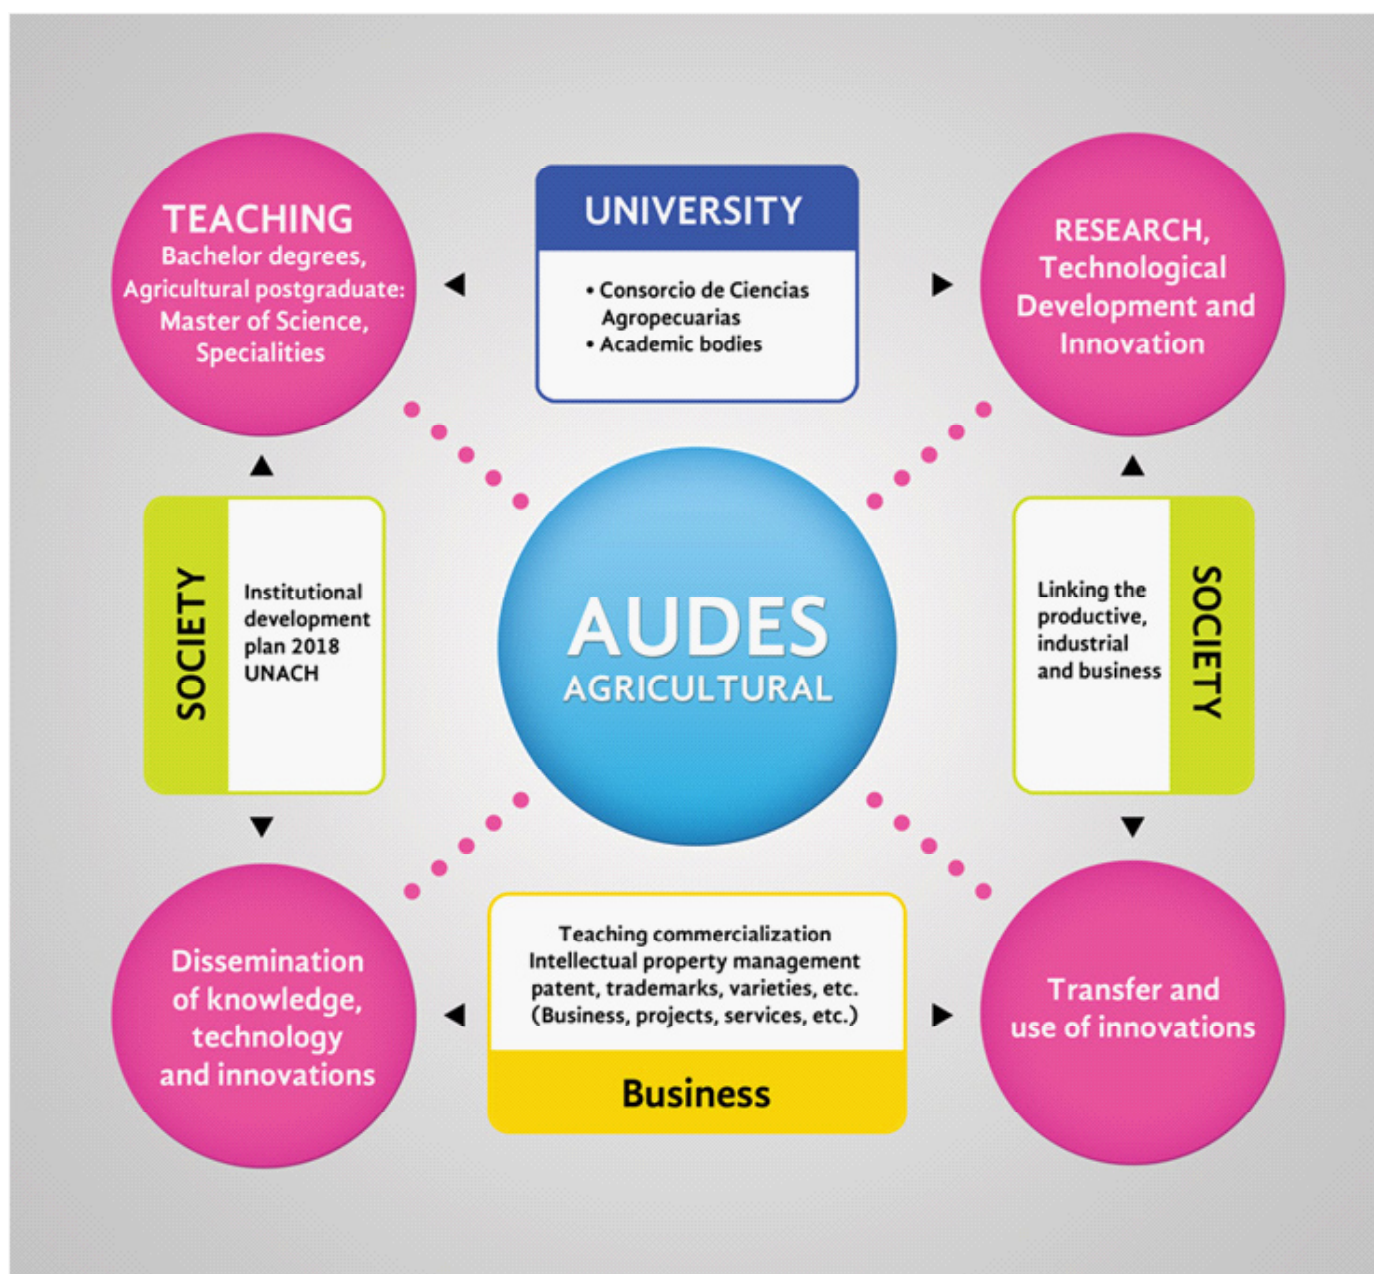 TEACHING
Bachelor degrees,
Agricultural postgraduate:
Master of Science,
Specialities
UNIVERSITY
• Consorcio de Ciencias
Agropecuarias
• Academic bodies
RESEARCH,
Technological
Development and
Innovation
SOCIETY
Institutional
development
plan 2018
UNACH
AUDES
AGRICULTURAL
Linking the
productive,
industrial
and business
SOCIETY
Dissemination
of knowledge,
technology
and innovations
Teaching commercialization
Intellectual property management
patent, trademarks, varieties, etc.
(Business, projects, services, etc.)
Business
Transfer and
use of innovations